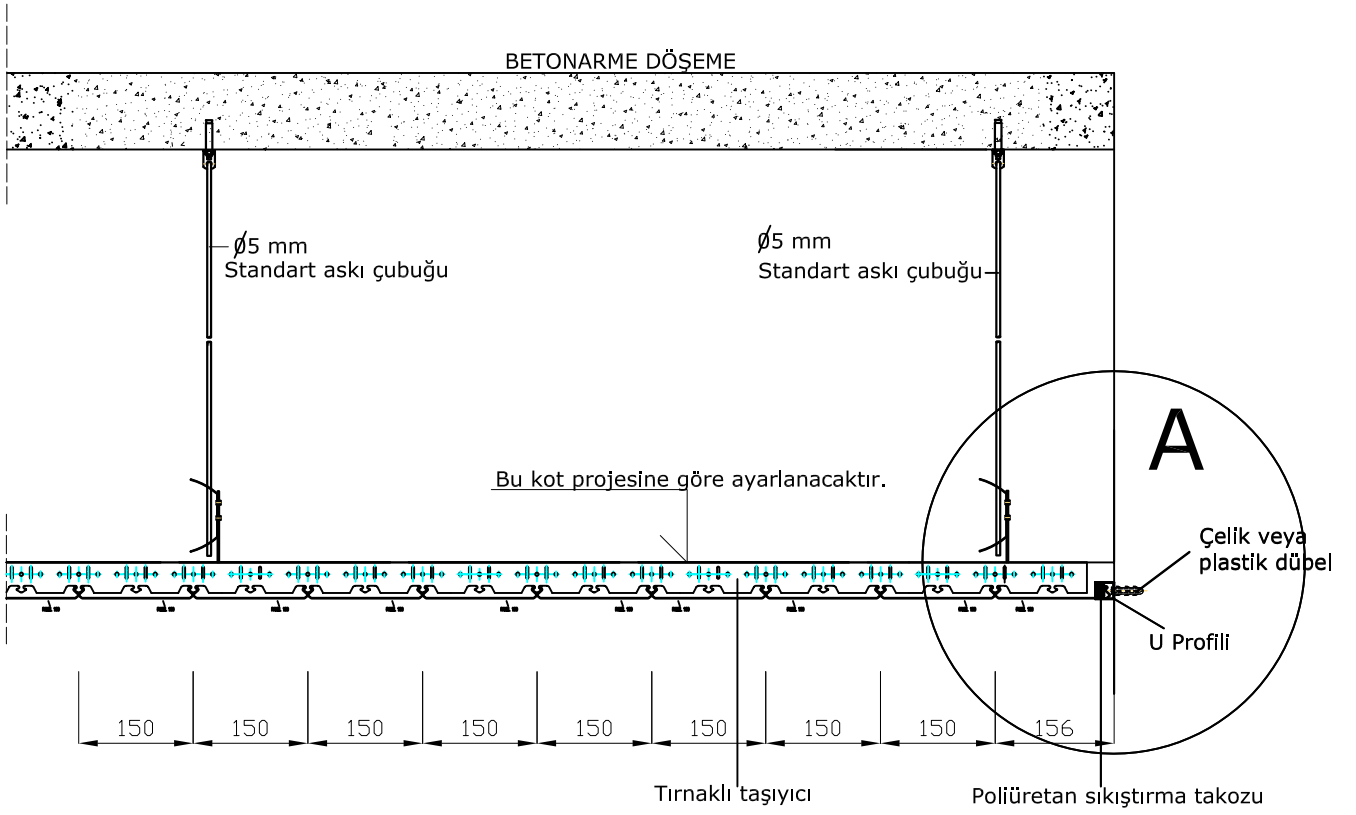 BETONARME DÖŞEME
Ø5 mm
Standart askı çubuğu
Ø5 mm
Standart askı çubuğu
A
Bu kot projesine göre ayarlanacaktır.
Çelik veya
plastik dübel
U Profili
150 150 150 150 150 150 150 150 156
Tırnaklı taşıyıcı
Poliüretan sıkıştırma takozu